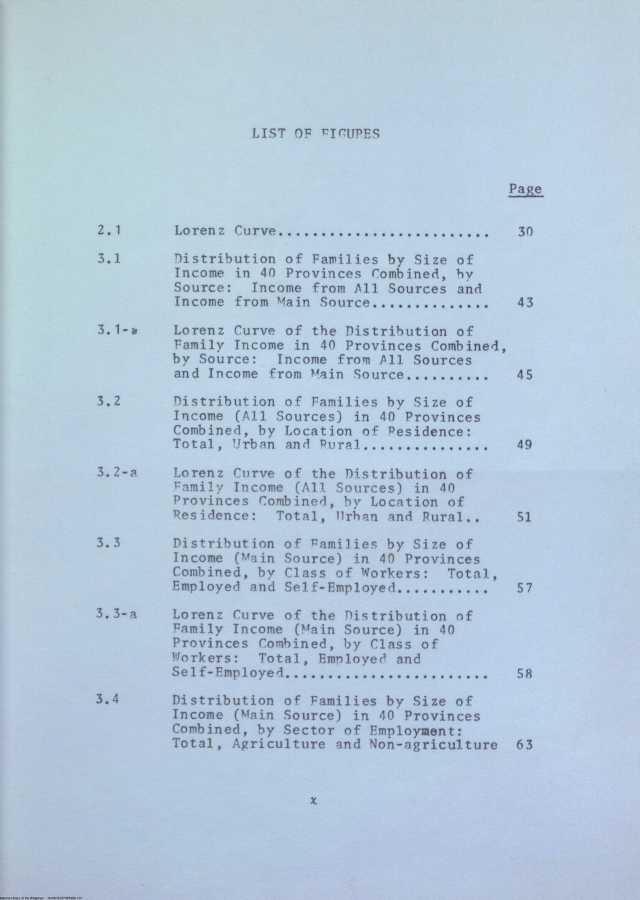 LIST OF FIGURES
Page
2.1 Lorenz Curve......................... 30
3.1 Distribution of Families by Size of
Income in 40 Provinces Combined, by
Source: Income from All Sources and
Income from Main Source.............. 43
3.1-a Lorenz Curve of the Distribution of
Family Income in 40 Provinces Combined,
by Source: Income from All Sources
and Income from Main Source.......... 45
3.2 Distribution of Families by Size of
Income (All Sources) in 40 Provinces
Combined, by Location of Residence:
Total, Urban and Rural............... 49
3.2-a Lorenz Curve of the Distribution of
Family Income (All Sources) in 40
Provinces Combined, by Location of
Residence: Total, Urban and Rural.. 51
3.3 Distribution of Families by Size of
Income (Main Source) in 40 Provinces
Combined, by Class of Workers: Total,
Employed and Self-Employed........... 57
3.3-a Lorenz Curve of the Distribution of
Family Income (Main Source) in 40
Provinces Combined, by Class of
Workers: Total, Employed and
Self-Employed........................ 58
3.4 Distribution of Families by Size of
Income (Main Source) in 40 Provinces
Combined, by Sector of Employment:
Total, Agriculture and Non-agriculture 63
x